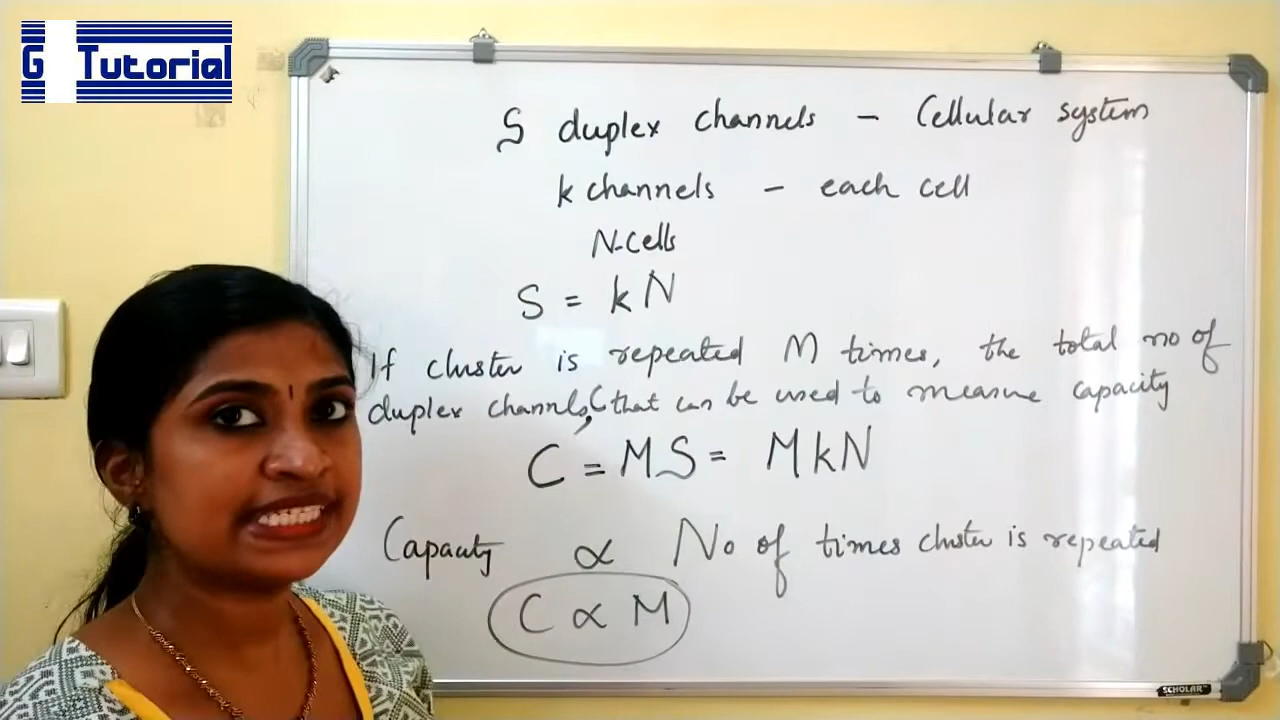 G Tutorial
S duplex channels – Cellular system
k channels – each cell
N-cells
S = kN
If cluster is repeated M times, the total no of
duplex channels, C that can be used to measure capacity
C = MS = MkN
Capacity ∝ No of times cluster is repeated
C ∝ M
SCHOLAR